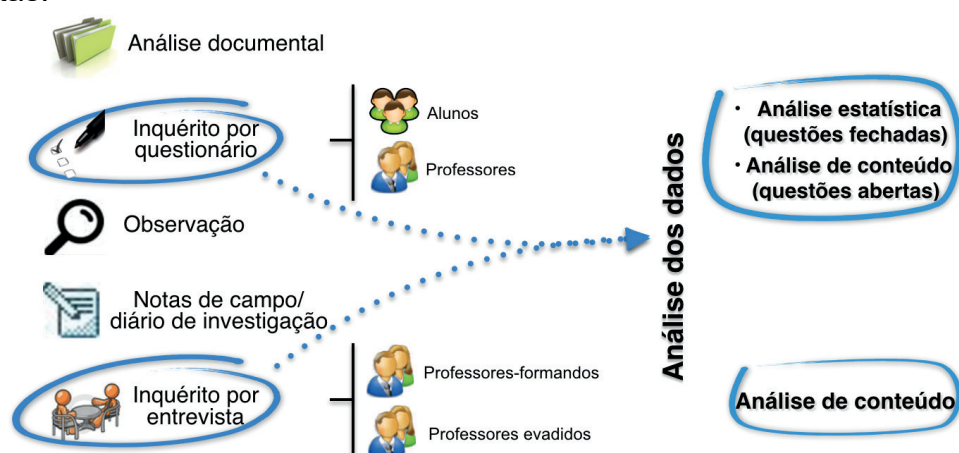 Análise documental
Inquérito por
questionário
Alunos
Professores
Observação
Notas de campo/
diário de investigação
Inquérito por
entrevista
Professores-formandos
Professores evadidos
Análise dos dados
· Análise estatística
(questões fechadas)
· Análise de conteúdo
(questões abertas)
Análise de conteúdo